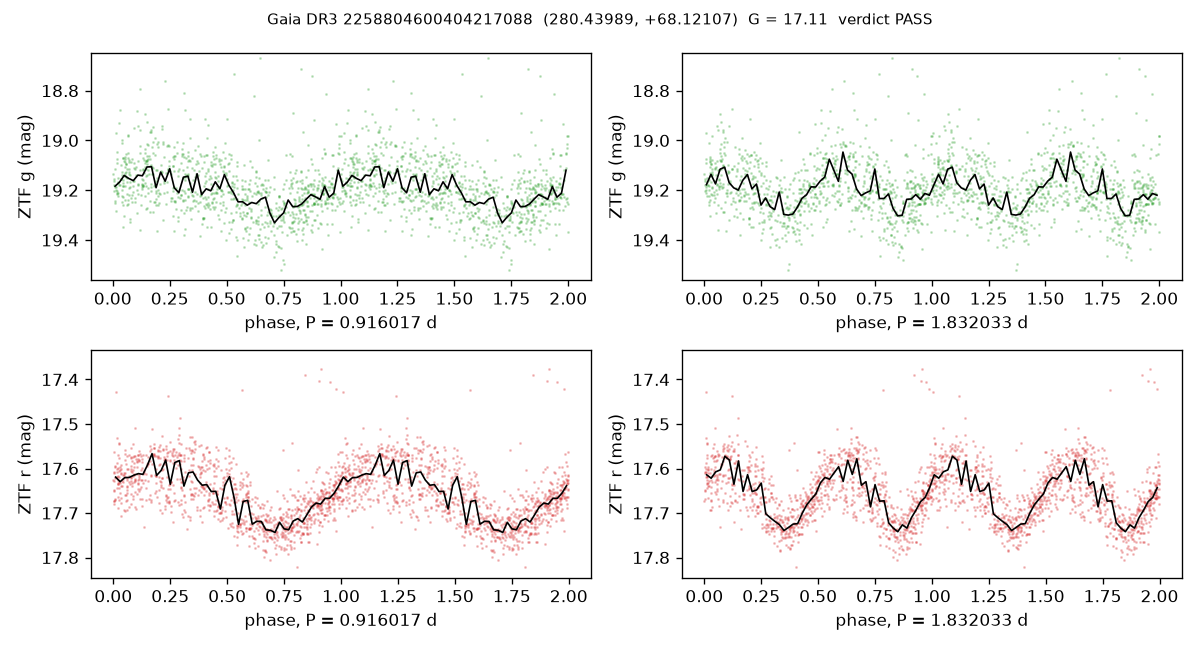 Gaia DR3 2258804600404217088 (280.43989, +68.12107) G = 17.11 verdict PASS
ZTF g (mag)
18.8
19.0
19.2
19.4
0.00 0.25 0.50 0.75 1.00 1.25 1.50 1.75 2.00
phase, P = 0.916017 d
ZTF g (mag)
18.8
19.0
19.2
19.4
0.00 0.25 0.50 0.75 1.00 1.25 1.50 1.75 2.00
phase, P = 1.832033 d
ZTF r (mag)
17.4
17.5
17.6
17.7
17.8
0.00 0.25 0.50 0.75 1.00 1.25 1.50 1.75 2.00
phase, P = 0.916017 d
ZTF r (mag)
17.4
17.5
17.6
17.7
17.8
0.00 0.25 0.50 0.75 1.00 1.25 1.50 1.75 2.00
phase, P = 1.832033 d